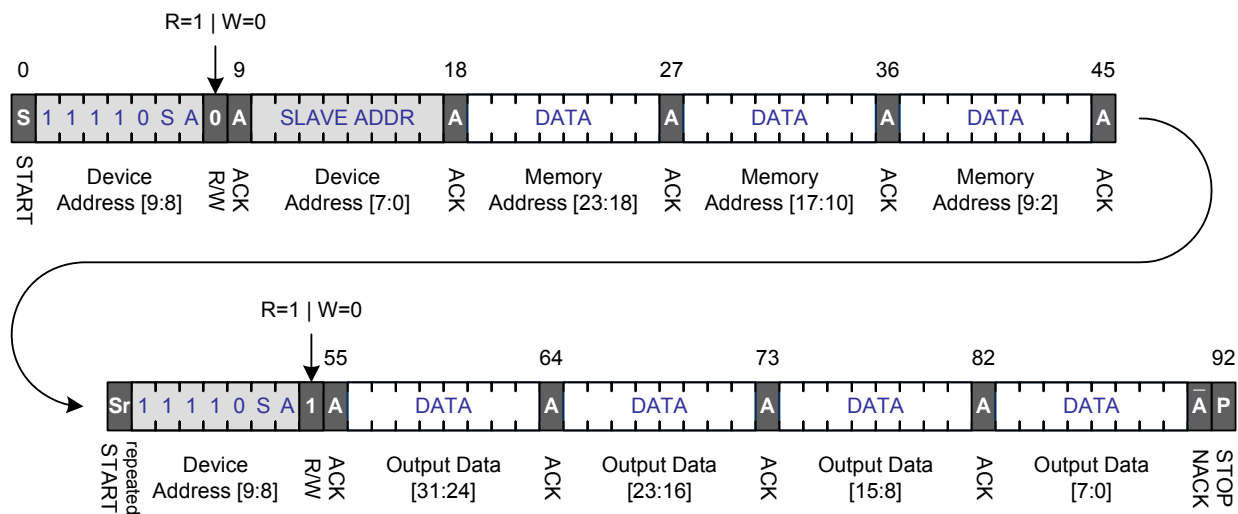 R=1 | W=0
0 9 18 27 36 45
S 1 1 1 1 0 S A 0 A SLAVE ADDR A DATA A DATA A DATA A
START Device Address [9:8] R/W ACK Device Address [7:0] ACK Memory Address [23:18] ACK Memory Address [17:10] ACK Memory Address [9:2] ACK
R=1 | W=0
55 64 73 82 92
Sr 1 1 1 1 0 S A 1 A DATA A DATA A DATA A DATA A̅ P
repeated START Device Address [9:8] R/W ACK Output Data [31:24] ACK Output Data [23:16] ACK Output Data [15:8] ACK Output Data [7:0] NACK STOP